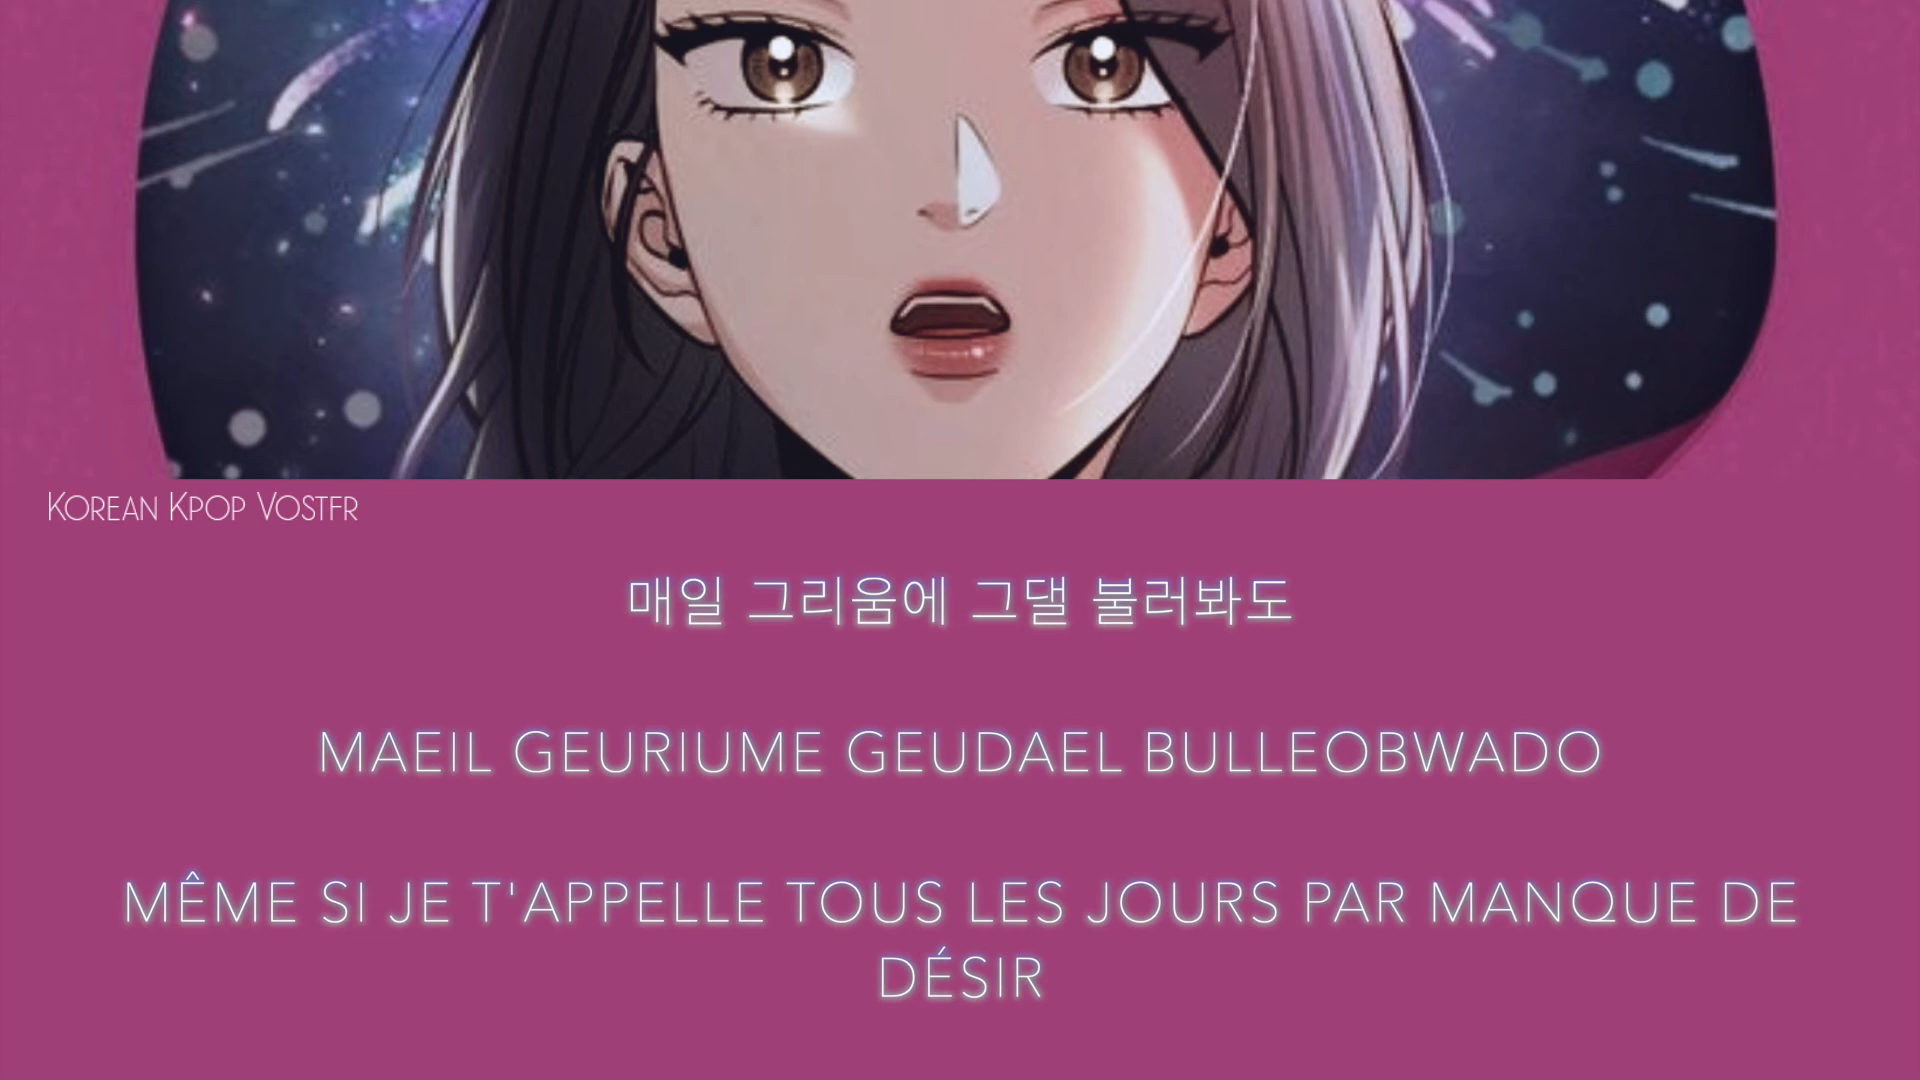 Korean Kpop Vostfr
매일 그리움에 그댈 불러봐도
MAEIL GEURIUME GEUDAEL BULLEOBWADO
MÊME SI JE T'APPELLE TOUS LES JOURS PAR MANQUE DE
DÉSIR